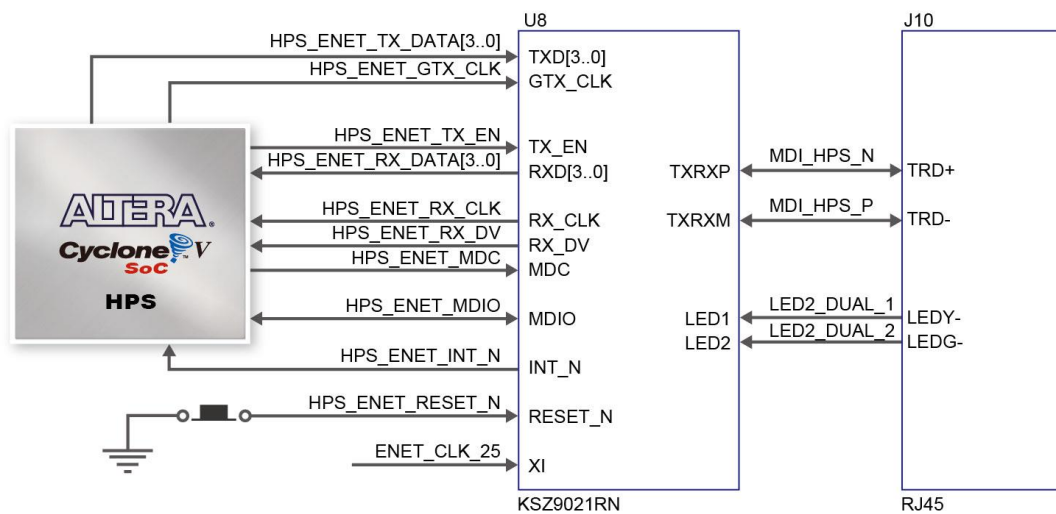 U8
J10
HPS_ENET_TX_DATA[3..0]
TXD[3..0]
HPS_ENET_GTX_CLK
GTX_CLK
HPS_ENET_TX_EN
TX_EN
HPS_ENET_RX_DATA[3..0]
RXD[3..0]
TXRXP
MDI_HPS_N
TRD+
ALTERA®
Cyclone™ V
SoC
HPS
HPS_ENET_RX_CLK
RX_CLK
TXRXM
MDI_HPS_P
TRD-
HPS_ENET_RX_DV
RX_DV
HPS_ENET_MDC
MDC
HPS_ENET_MDIO
MDIO
LED1
LED2_DUAL_1
LEDY-
LED2
LED2_DUAL_2
LEDG-
HPS_ENET_INT_N
INT_N
HPS_ENET_RESET_N
RESET_N
ENET_CLK_25
XI
KSZ9021RN
RJ45